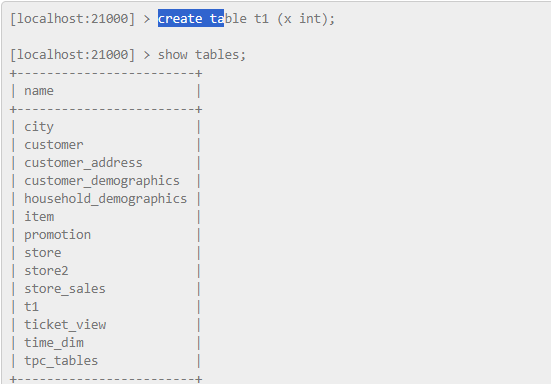 [localhost:21000] > create table t1 (x int);
[localhost:21000] > show tables;
+-----------------------+
| name                  |
+-----------------------+
| city                  |
| customer              |
| customer_address      |
| customer_demographics |
| household_demographics |
| item                  |
| promotion             |
| store                 |
| store2                |
| store_sales           |
| t1                    |
| ticket_view           |
| time_dim              |
| tpc_tables            |
+-----------------------+